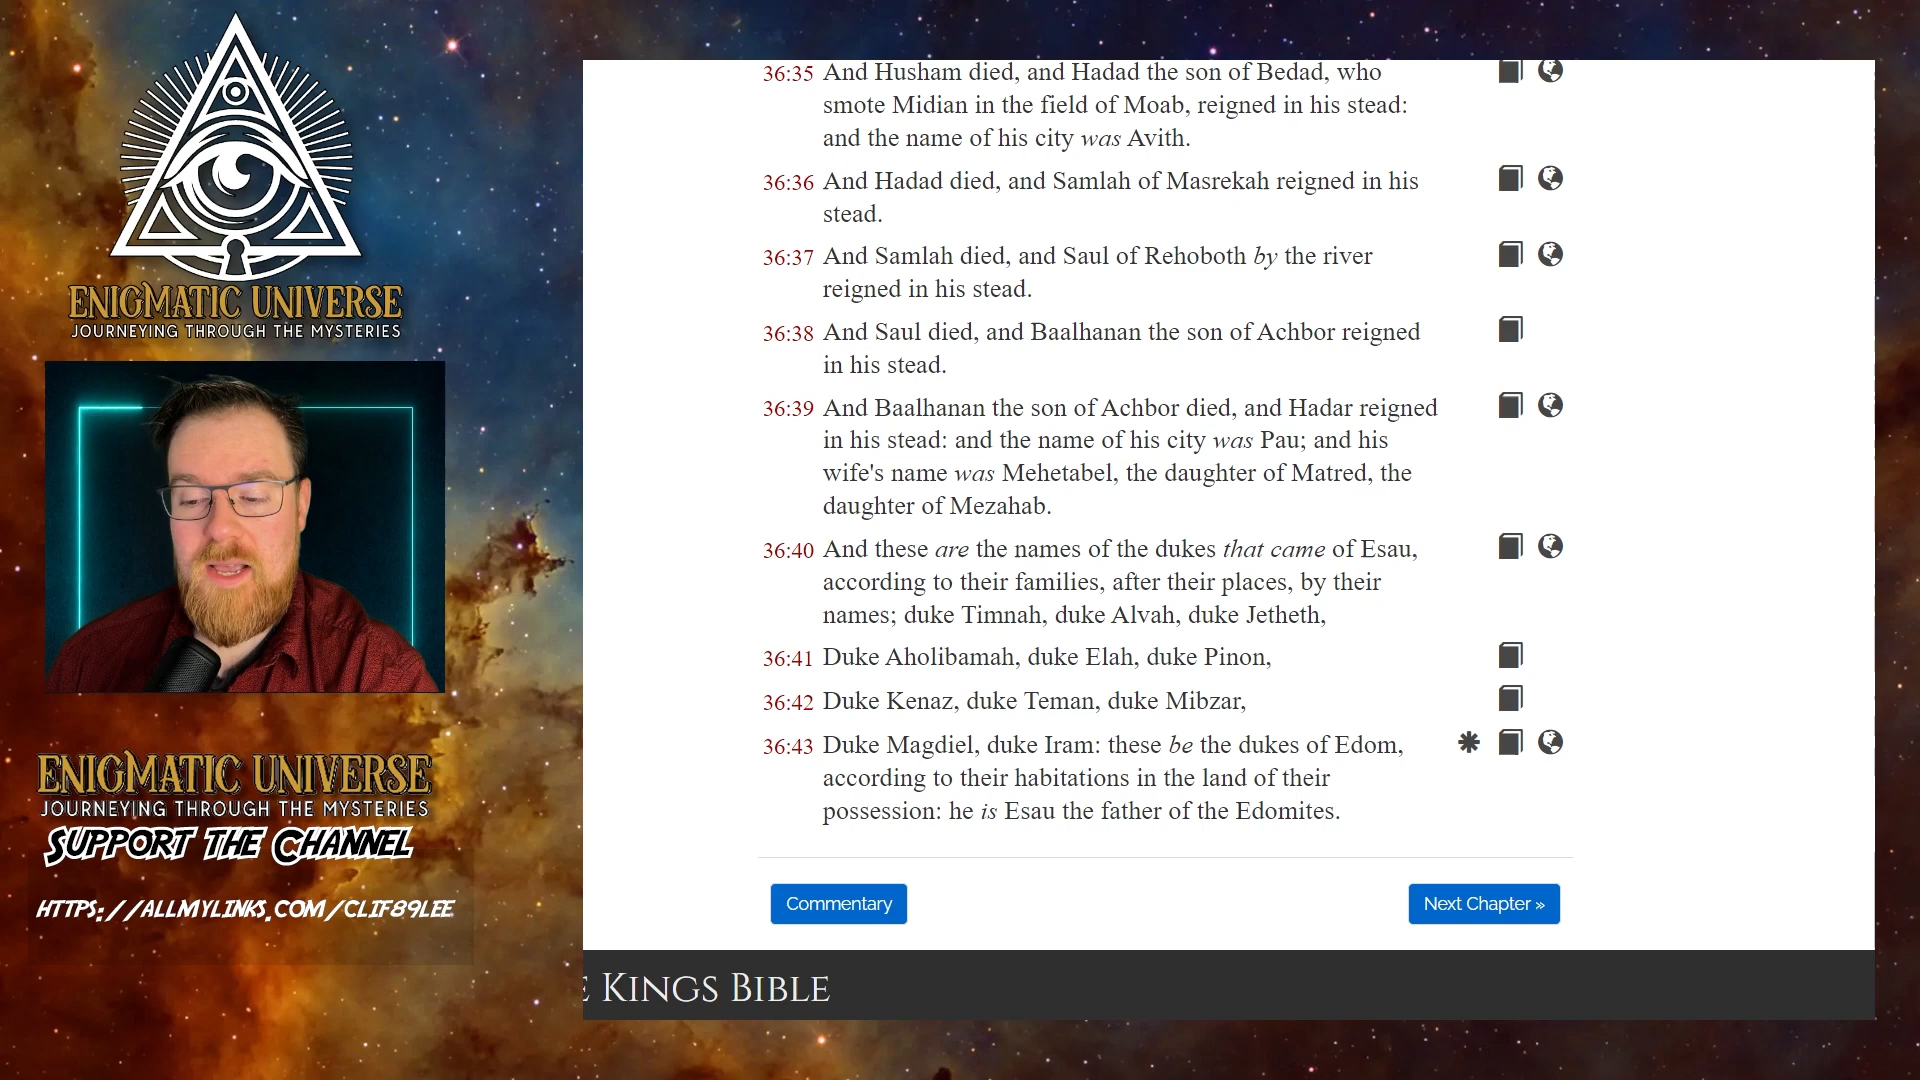 ENIGMATIC UNIVERSE
JOURNEYING THROUGH THE MYSTERIES
ENIGMATIC UNIVERSE
JOURNEYING THROUGH THE MYSTERIES
SUPPORT THE CHANNEL
HTTPS://ALLMYLINKS.COM/CLIF89LEE
36:35 And Husham died, and Hadad the son of Bedad, who
smote Midian in the field of Moab, reigned in his stead:
and the name of his city was Avith.
36:36 And Hadad died, and Samlah of Masrekah reigned in his
stead.
36:37 And Samlah died, and Saul of Rehoboth by the river
reigned in his stead.
36:38 And Saul died, and Baalhanan the son of Achbor reigned
in his stead.
36:39 And Baalhanan the son of Achbor died, and Hadar reigned
in his stead: and the name of his city was Pau; and his
wife's name was Mehetabel, the daughter of Matred, the
daughter of Mezahab.
36:40 And these are the names of the dukes that came of Esau,
according to their families, after their places, by their
names; duke Timnah, duke Alvah, duke Jetheth,
36:41 Duke Aholibamah, duke Elah, duke Pinon,
36:42 Duke Kenaz, duke Teman, duke Mibzar,
36:43 Duke Magdiel, duke Iram: these be the dukes of Edom,
according to their habitations in the land of their
possession: he is Esau the father of the Edomites.
Commentary
Next Chapter »
KINGS BIBLE